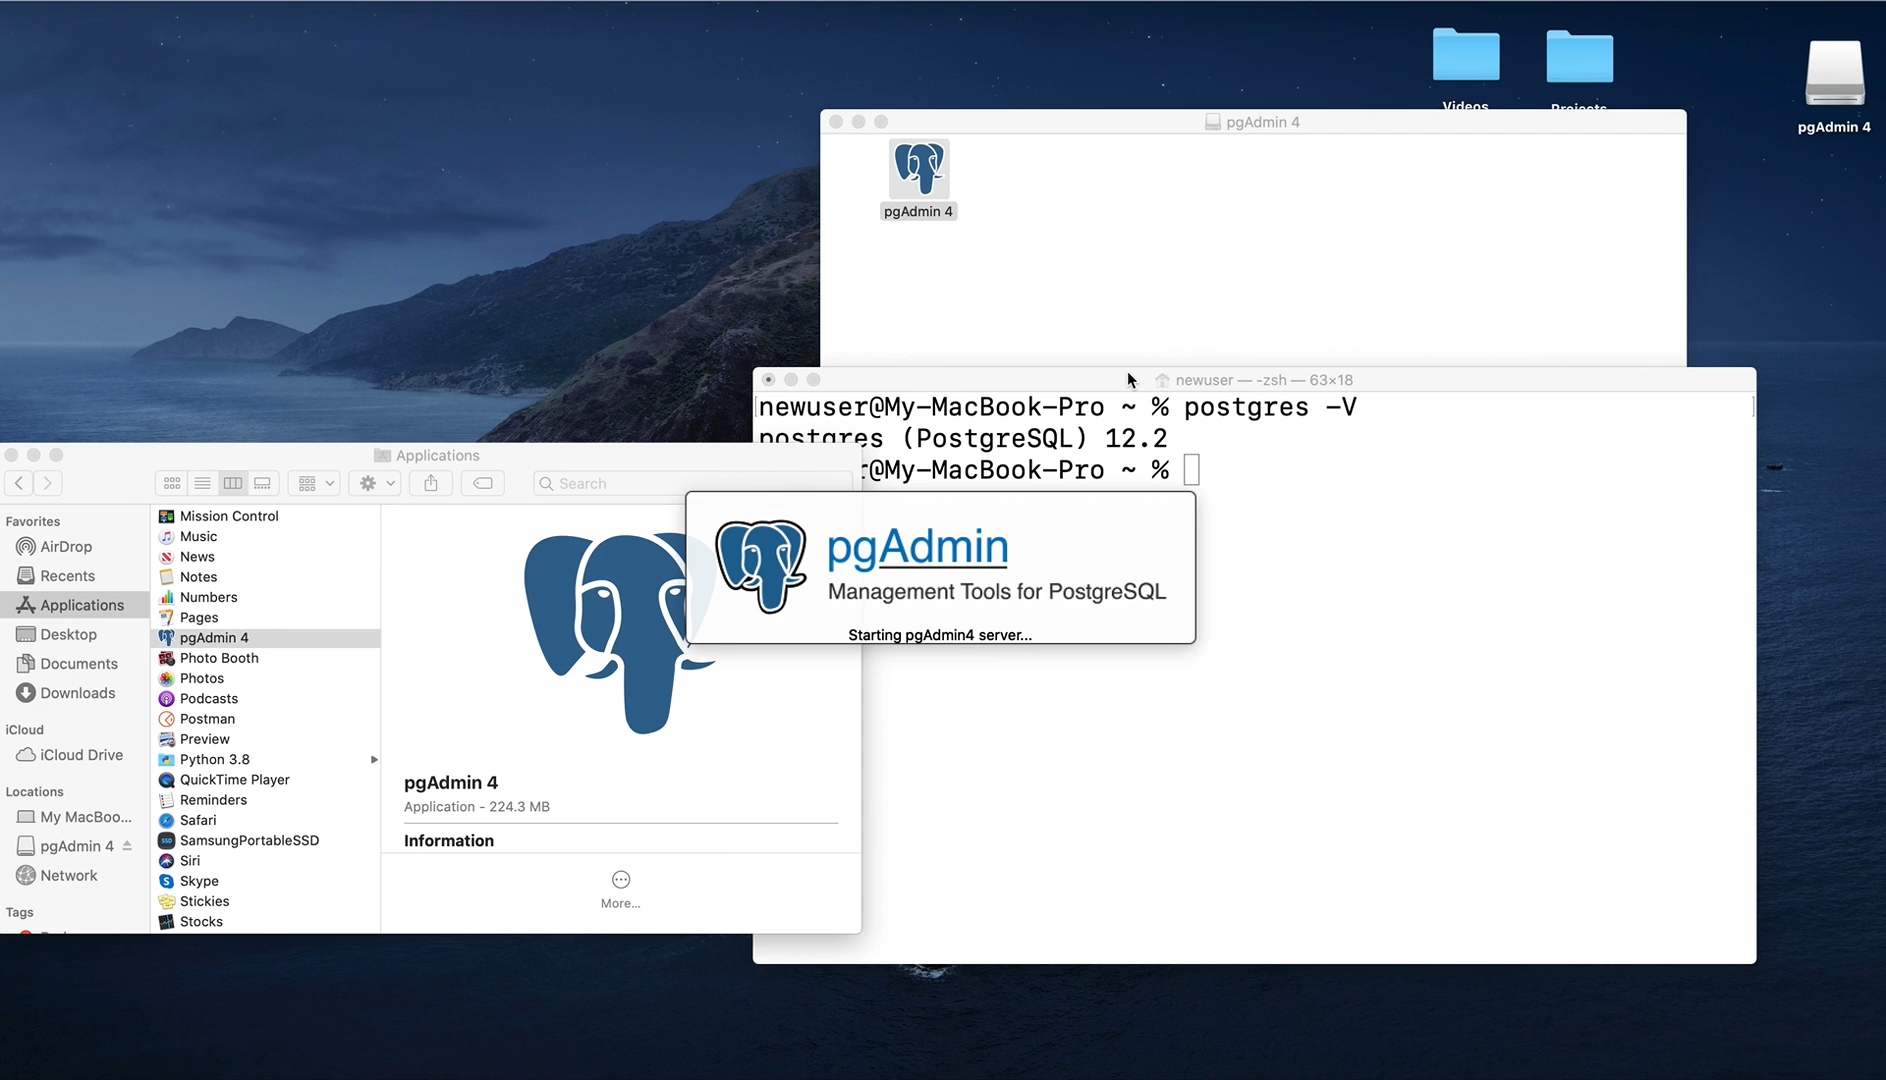 Videos
Projects
pgAdmin 4
pgAdmin 4
pgAdmin 4
newuser — -zsh — 63×18
newuser@My-MacBook-Pro ~ % postgres -V
postgres (PostgreSQL) 12.2
r@My-MacBook-Pro ~ %
Applications
Search
Favorites
AirDrop
Recents
Applications
Desktop
Documents
Downloads
iCloud
iCloud Drive
Locations
My MacBoo...
pgAdmin 4
Network
Tags
Mission Control
Music
News
Notes
Numbers
Pages
pgAdmin 4
Photo Booth
Photos
Podcasts
Postman
Preview
Python 3.8
QuickTime Player
Reminders
Safari
SamsungPortableSSD
Siri
Skype
Stickies
Stocks
pgAdmin
Management Tools for PostgreSQL
Starting pgAdmin4 server...
pgAdmin 4
Application - 224.3 MB
Information
More...